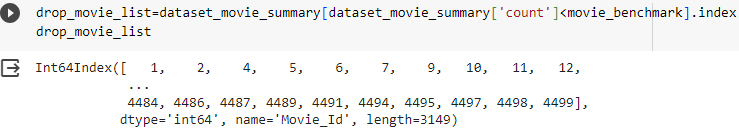 drop_movie_list=dataset_movie_summary[dataset_movie_summary['count']<movie_benchmark].index
drop_movie_list
Int64Index([   1,    2,    4,    5,    6,    7,    9,   10,   11,   12,
            ...
            4484, 4486, 4487, 4489, 4491, 4494, 4495, 4497, 4498, 4499],
           dtype='int64', name='Movie_Id', length=3149)